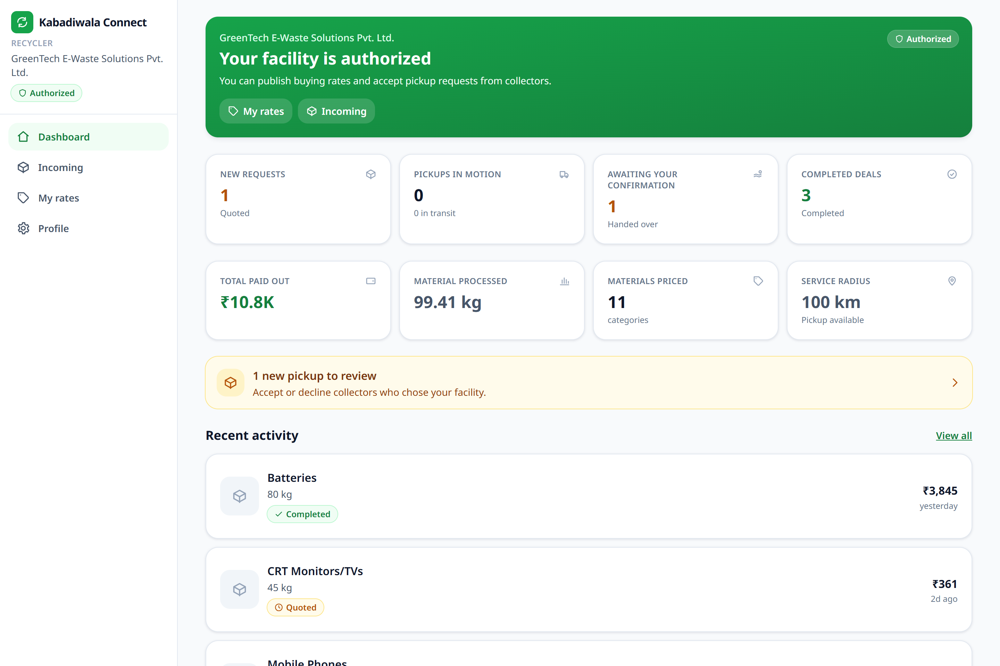 Kabadiwala Connect
RECYCLER
GreenTech E-Waste Solutions Pvt.
Ltd.
Authorized
Dashboard
Incoming
My rates
Profile
GreenTech E-Waste Solutions Pvt. Ltd.
Authorized
Your facility is authorized
You can publish buying rates and accept pickup requests from collectors.
My rates
Incoming
NEW REQUESTS
1
Quoted
PICKUPS IN MOTION
0
0 in transit
AWAITING YOUR
CONFIRMATION
1
Handed over
COMPLETED DEALS
3
Completed
TOTAL PAID OUT
₹10.8K
MATERIAL PROCESSED
99.41 kg
MATERIALS PRICED
11
categories
SERVICE RADIUS
100 km
Pickup available
1 new pickup to review
Accept or decline collectors who chose your facility.
Recent activity
View all
Batteries
80 kg
Completed
₹3,845
yesterday
CRT Monitors/TVs
45 kg
Quoted
₹361
2d ago
Mobile Phones